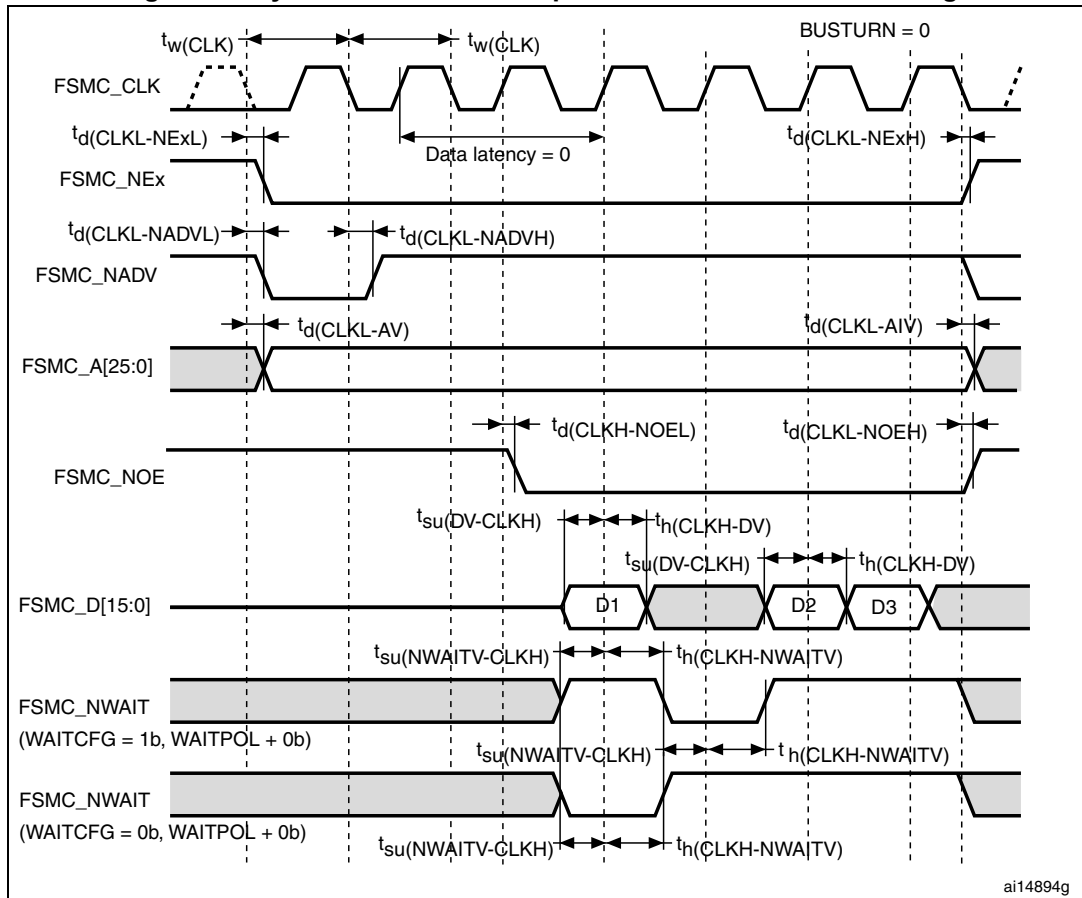 BUSTURN = 0
tw(CLK) tw(CLK)
FSMC_CLK
td(CLKL-NExL) Data latency = 0 td(CLKL-NExH)
FSMC_NEx
td(CLKL-NADVL) td(CLKL-NADVH)
FSMC_NADV
td(CLKL-AV) td(CLKL-AIV)
FSMC_A[25:0]
td(CLKH-NOEL) td(CLKL-NOEH)
FSMC_NOE
tsu(DV-CLKH) th(CLKH-DV)
tsu(DV-CLKH) th(CLKH-DV)
FSMC_D[15:0] D1 D2 D3
tsu(NWAITV-CLKH) th(CLKH-NWAITV)
FSMC_NWAIT
(WAITCFG = 1b, WAITPOL + 0b)
tsu(NWAITV-CLKH) th(CLKH-NWAITV)
FSMC_NWAIT
(WAITCFG = 0b, WAITPOL + 0b)
tsu(NWAITV-CLKH) th(CLKH-NWAITV)
ai14894g